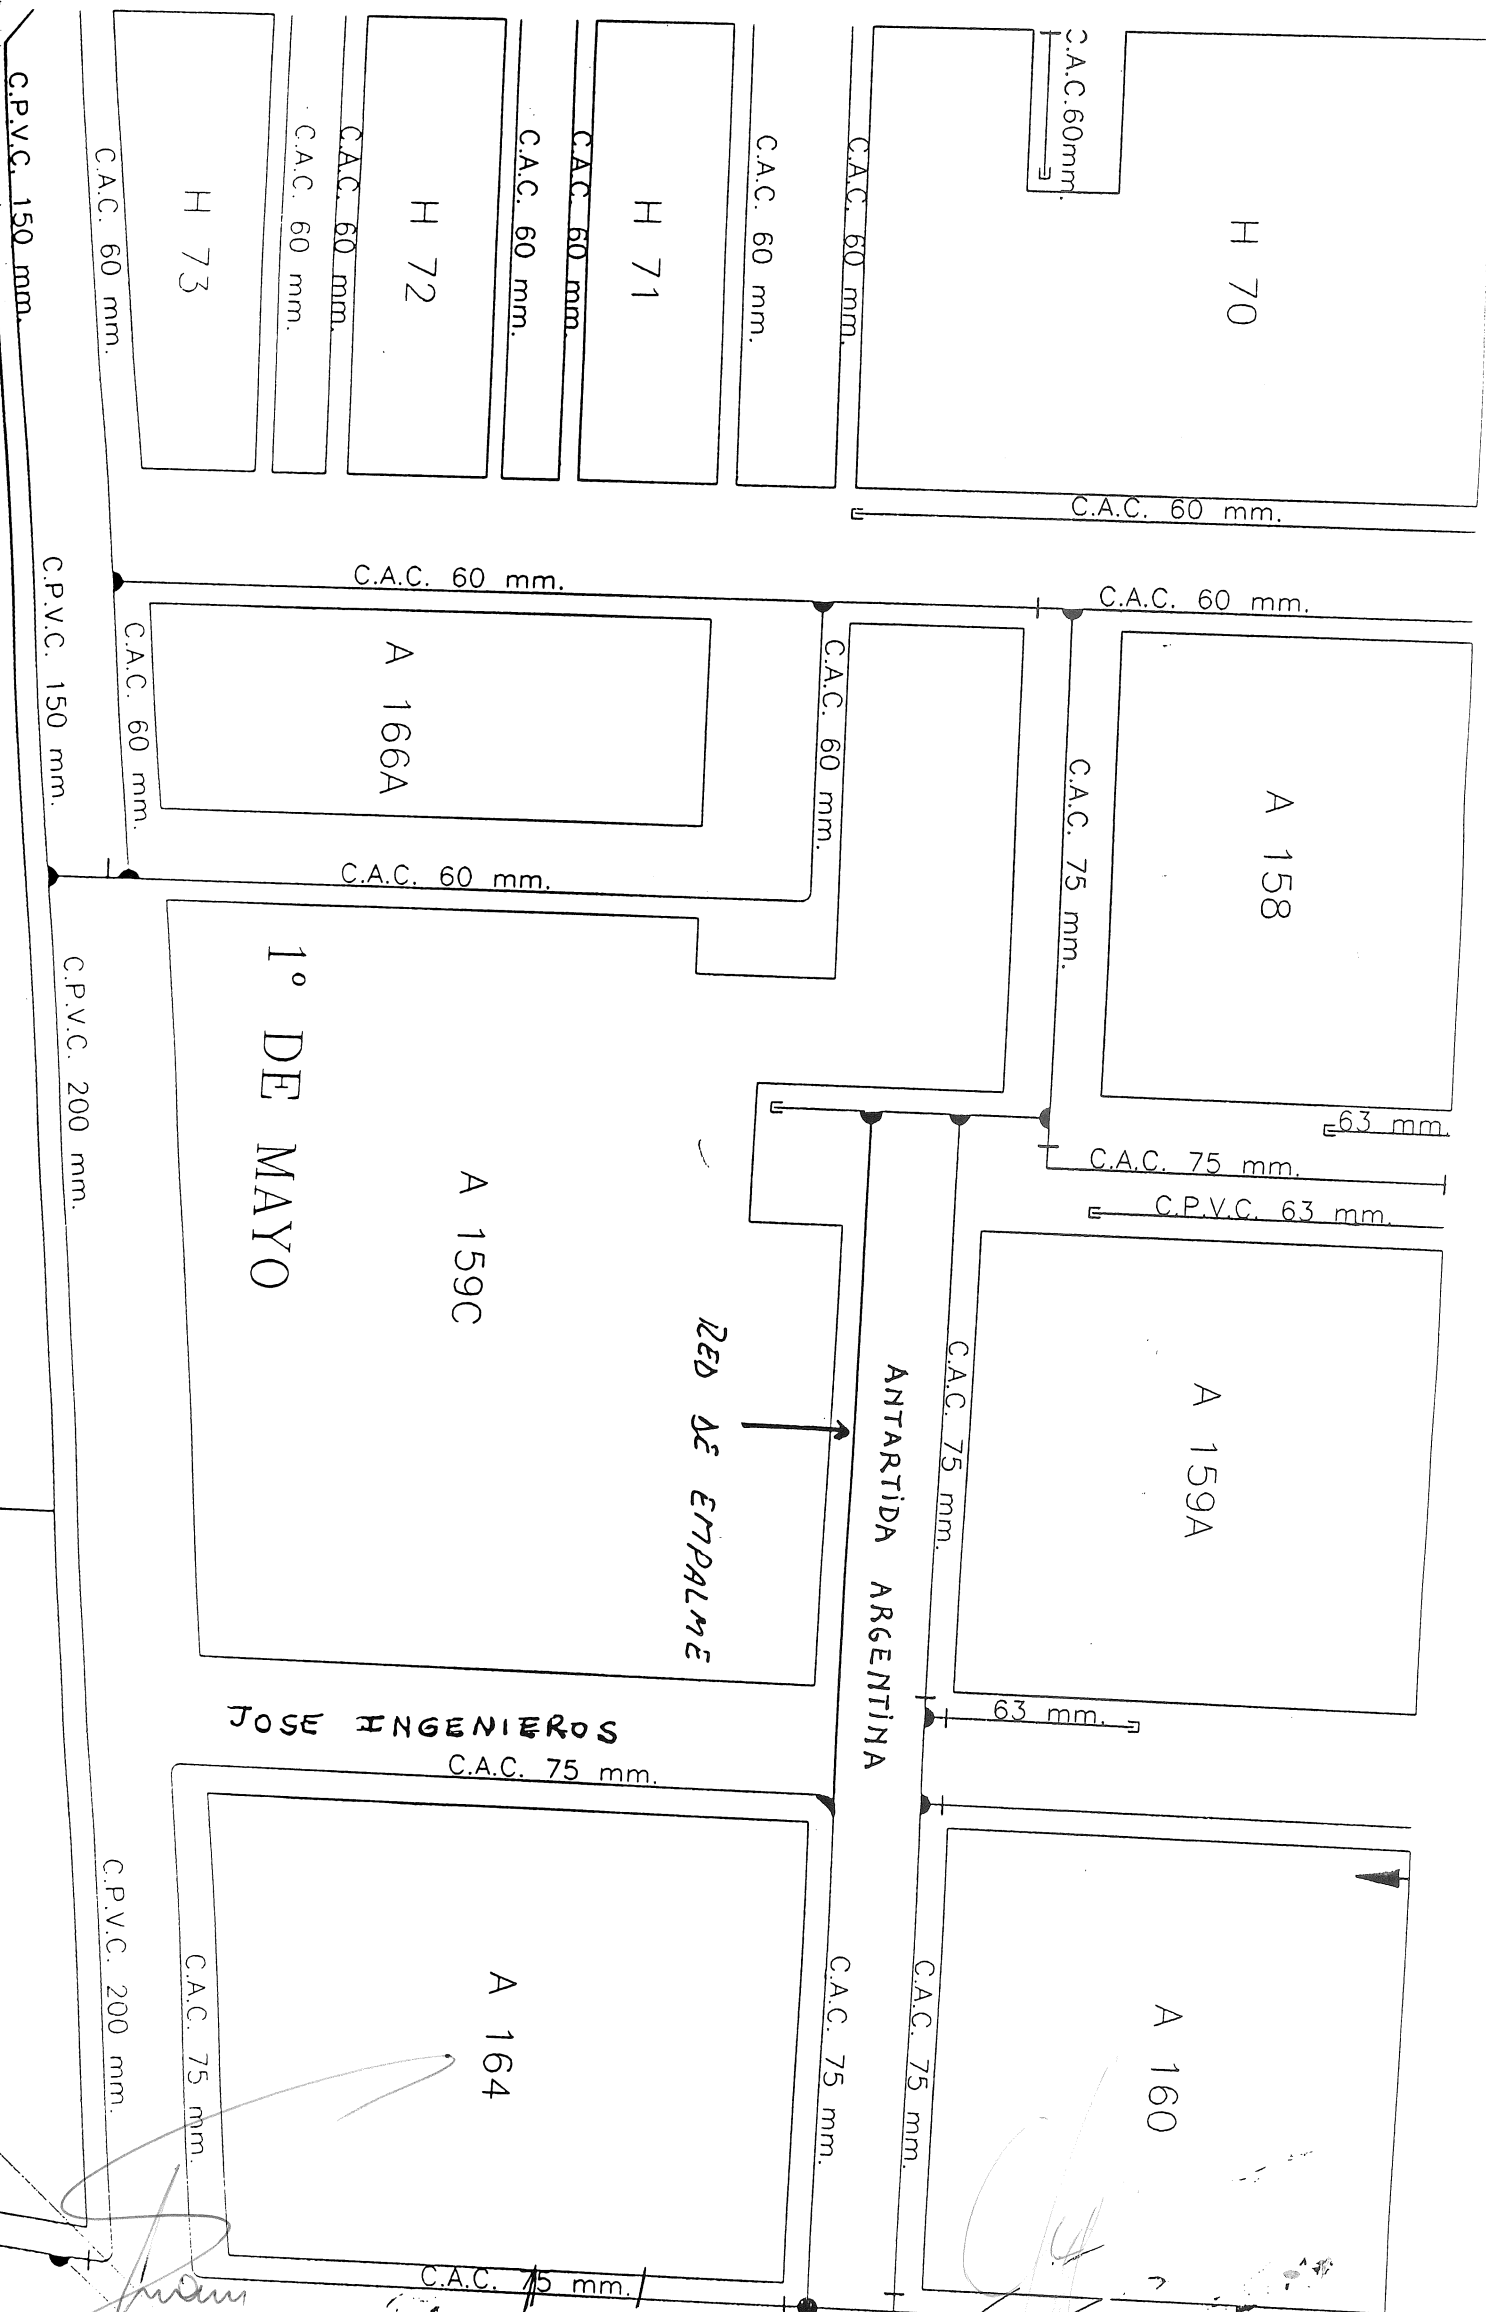 C.A.C.60mm.
C.P.V.C. 150 mm.
C.A.C. 60 mm.
H 73
C.A.C. 60 mm.
C.A.C. 60 mm.
H 72
C.A.C. 60 mm.
C.A.C. 60 mm.
H 71
C.A.C. 60 mm.
C.A.C. 60 mm.
H 70
C.A.C. 60 mm.
C.A.C. 60 mm.
C.A.C. 60 mm.
C.P.V.C. 150 mm.
C.A.C. 60 mm.
A 166A
C.A.C. 60 mm.
C.A.C. 75 mm.
A 158
C.A.C. 60 mm.
C.P.V.C. 200 mm.
1° DE MAYO
A 159C
63 mm.
C.A.C. 75 mm.
C.P.V.C. 63 mm.
RED DE EMPALME
ANTARTIDA ARGENTINA
C.A.C. 75 mm.
A 159A
JOSE INGENIEROS
63 mm.
C.A.C. 75 mm.
C.P.V.C. 200 mm.
C.A.C. 75 mm.
A 164
C.A.C. 75 mm.
C.A.C. 75 mm.
A 160
C.A.C. 75 mm.